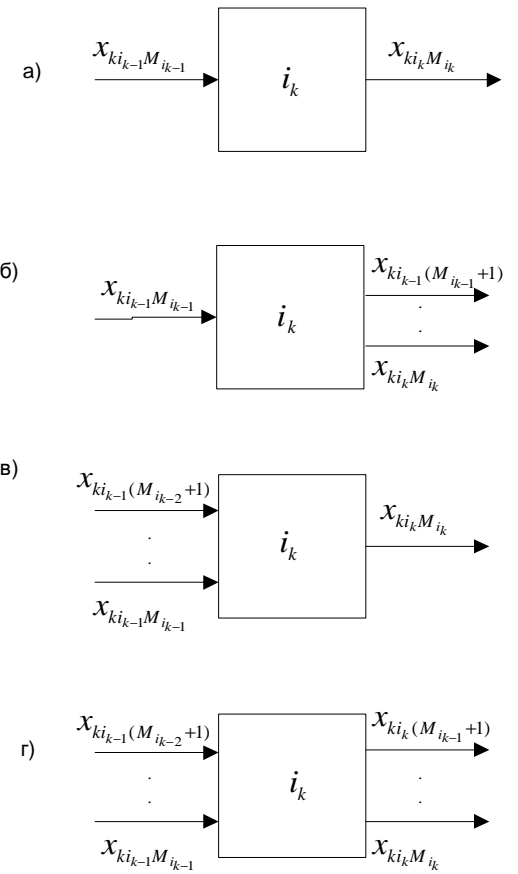 а)
x_{ki_{k-1}M_{i_{k-1}}}
i_k
x_{ki_kM_{i_k}}
б)
x_{ki_{k-1}M_{i_{k-1}}}
i_k
x_{ki_{k-1}(M_{i_{k-1}}+1)}
x_{ki_kM_{i_k}}
в)
x_{ki_{k-1}(M_{i_{k-2}}+1)}
x_{ki_{k-1}M_{i_{k-1}}}
i_k
x_{ki_kM_{i_k}}
г)
x_{ki_{k-1}(M_{i_{k-2}}+1)}
x_{ki_{k-1}M_{i_{k-1}}}
i_k
x_{ki_k(M_{i_{k-1}}+1)}
x_{ki_kM_{i_k}}